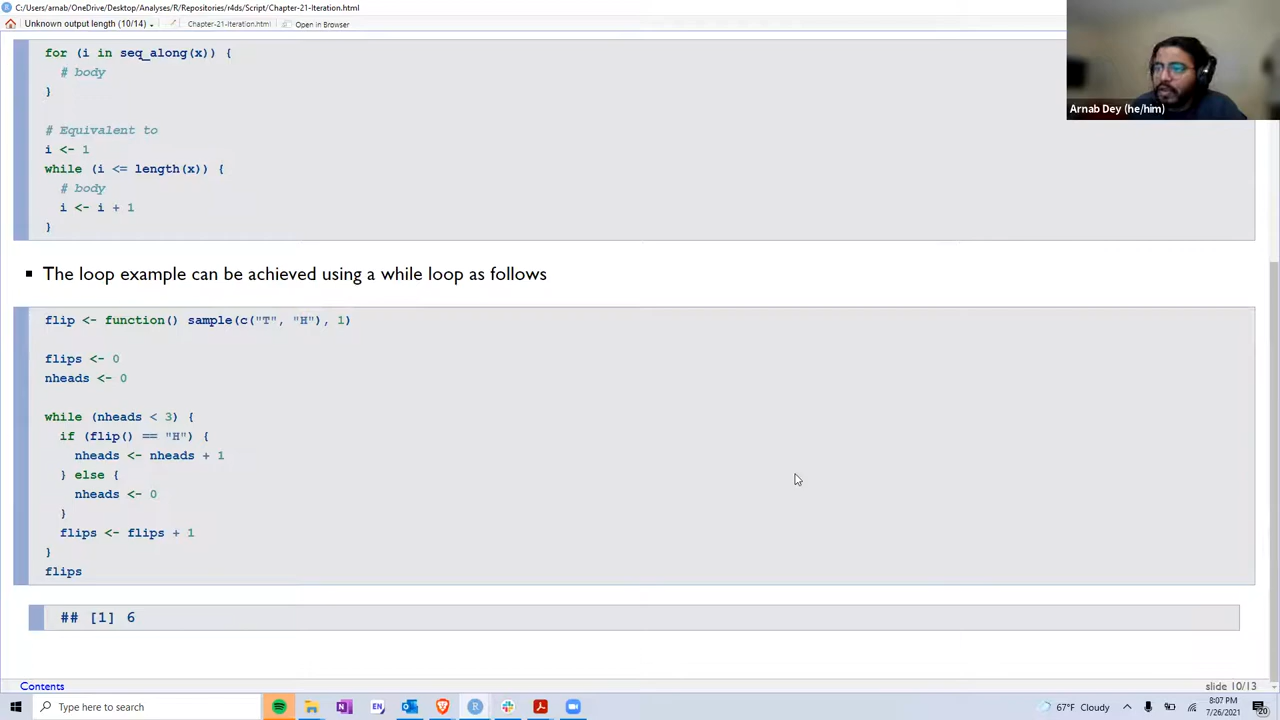 C:/Users/arnab/OneDrive/Desktop/Analyses/R/Repositories/r4ds/Script/Chapter-21-Iteration.html
Unknown output length (10/14) Chapter-21-Iteration.html Open in Browser
for (i in seq_along(x)) {
# body
}
# Equivalent to
i <- 1
while (i <= length(x)) {
# body
i <- i + 1
}
The loop example can be achieved using a while loop as follows
flip <- function() sample(c("T", "H"), 1)
flips <- 0
nheads <- 0
while (nheads < 3) {
if (flip() == "H") {
nheads <- nheads + 1
} else {
nheads <- 0
}
flips <- flips + 1
}
flips
## [1] 6
Arnab Dey (he/him)
Contents
slide 10/13
Type here to search
EN
67°F Cloudy
8:07 PM
7/26/2021
20